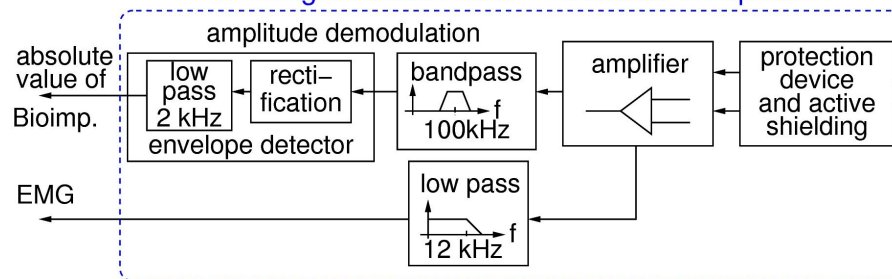 amplitude demodulation
absolute
value of
Bioimp.
low
pass
2 kHz
recti–
fication
envelope detector
bandpass
f
100kHz
amplifier
protection
device
and active
shielding
EMG
low pass
f
12 kHz